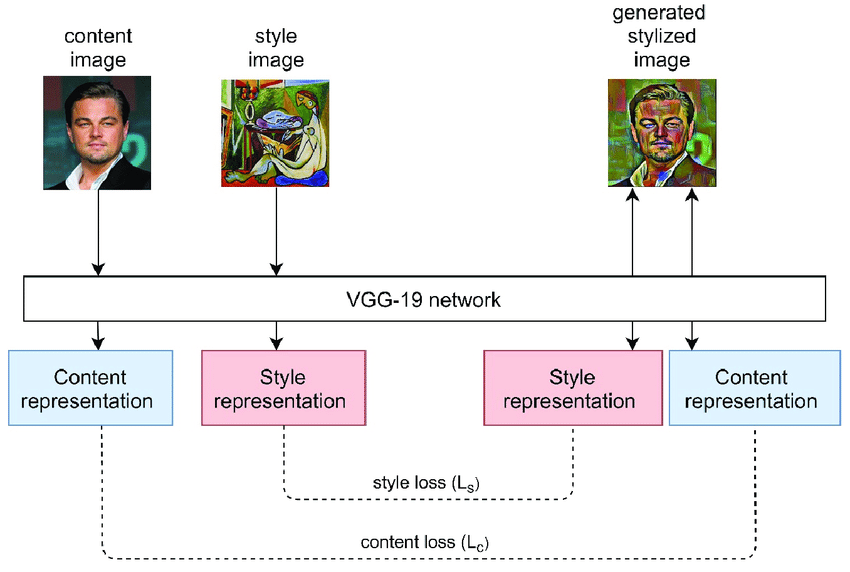 content
image
style
image
generated
stylized
image
VGG-19 network
Content
representation
Style
representation
Style
representation
Content
representation
style loss (Ls)
content loss (Lc)